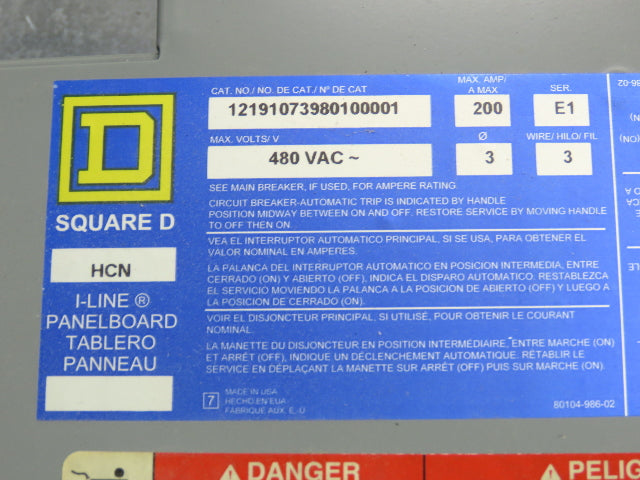 CAT. NO./ NO. DE CAT./ Nº DE CAT
12191073980100001
MAX. AMP/
A MAX
200
SER.
E1
MAX. VOLTS/ V
480 VAC ~
Ø
3
WIRE/ HILO/ FIL
3
SQUARE D
HCN
I-LINE ®
PANELBOARD
TABLERO
PANNEAU
SEE MAIN BREAKER, IF USED, FOR AMPERE RATING.
CIRCUIT BREAKER-AUTOMATIC TRIP IS INDICATED BY HANDLE
POSITION MIDWAY BETWEEN ON AND OFF. RESTORE SERVICE BY MOVING HANDLE
TO OFF THEN ON.
VEA EL INTERRUPTOR AUTOMATICO PRINCIPAL, SI SE USA, PARA OBTENER EL
VALOR NOMINAL EN AMPERES.
LA PALANCA DEL INTERRUPTOR AUTOMATICO EN POSICION INTERMEDIA, ENTRE
CERRADO (ON) Y ABIERTO (OFF), INDICA EL DISPARO AUTOMATICO. RESTABLEZCA
EL SERVICIO MOVIENDO LA PALANCA A LA POSICION DE ABIERTO (OFF) Y LUEGO A
LA POSICION DE CERRADO (ON).
VOIR EL DISJONCTEUR PRINCIPAL, SI UTILISÉ, POUR OBTENIR LE COURANT
NOMINAL.
LA MANETTE DU DISJONCTEUR EN POSITION INTERMÉDIAIRE, ENTRE MARCHE (ON)
ET ARRÊT (OFF), INDIQUE UN DÉCLENCHEMENT AUTOMATIQUE. RÉTABLIR LE
SERVICE EN DÉPLAÇANT LA MANETTE SUR ARRÊT (OFF) PUIS SUR MARCHE (ON).
7
MADE IN USA
HECHO EN EUA
FABRIQUE AUX. E. U
80104-986-02
DANGER
PELIG